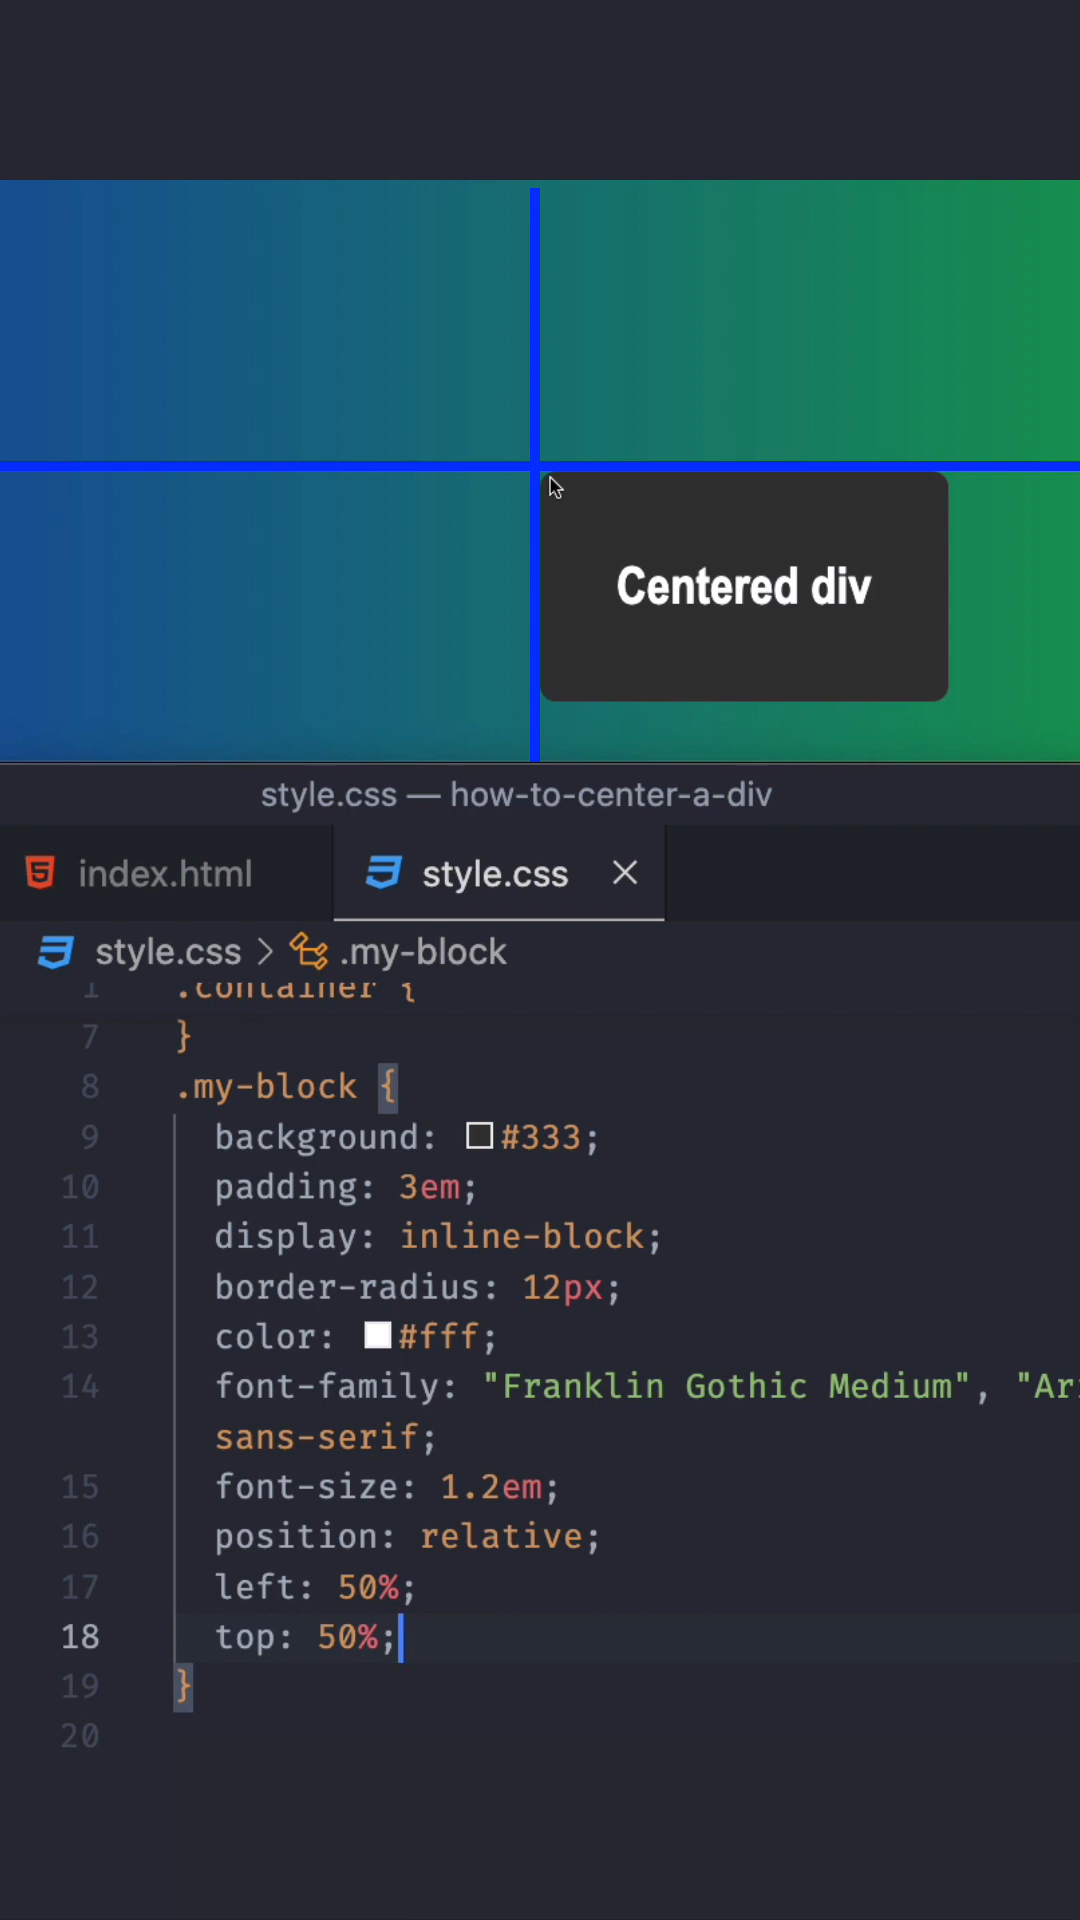 Centered div
style.css — how-to-center-a-div
index.html
style.css
style.css > .my-block
1 .container {
7 }
8 .my-block {
9 background: #333;
10 padding: 3em;
11 display: inline-block;
12 border-radius: 12px;
13 color: #fff;
14 font-family: "Franklin Gothic Medium",
sans-serif;
15 font-size: 1.2em;
16 position: relative;
17 left: 50%;
18 top: 50%;
19 }
20